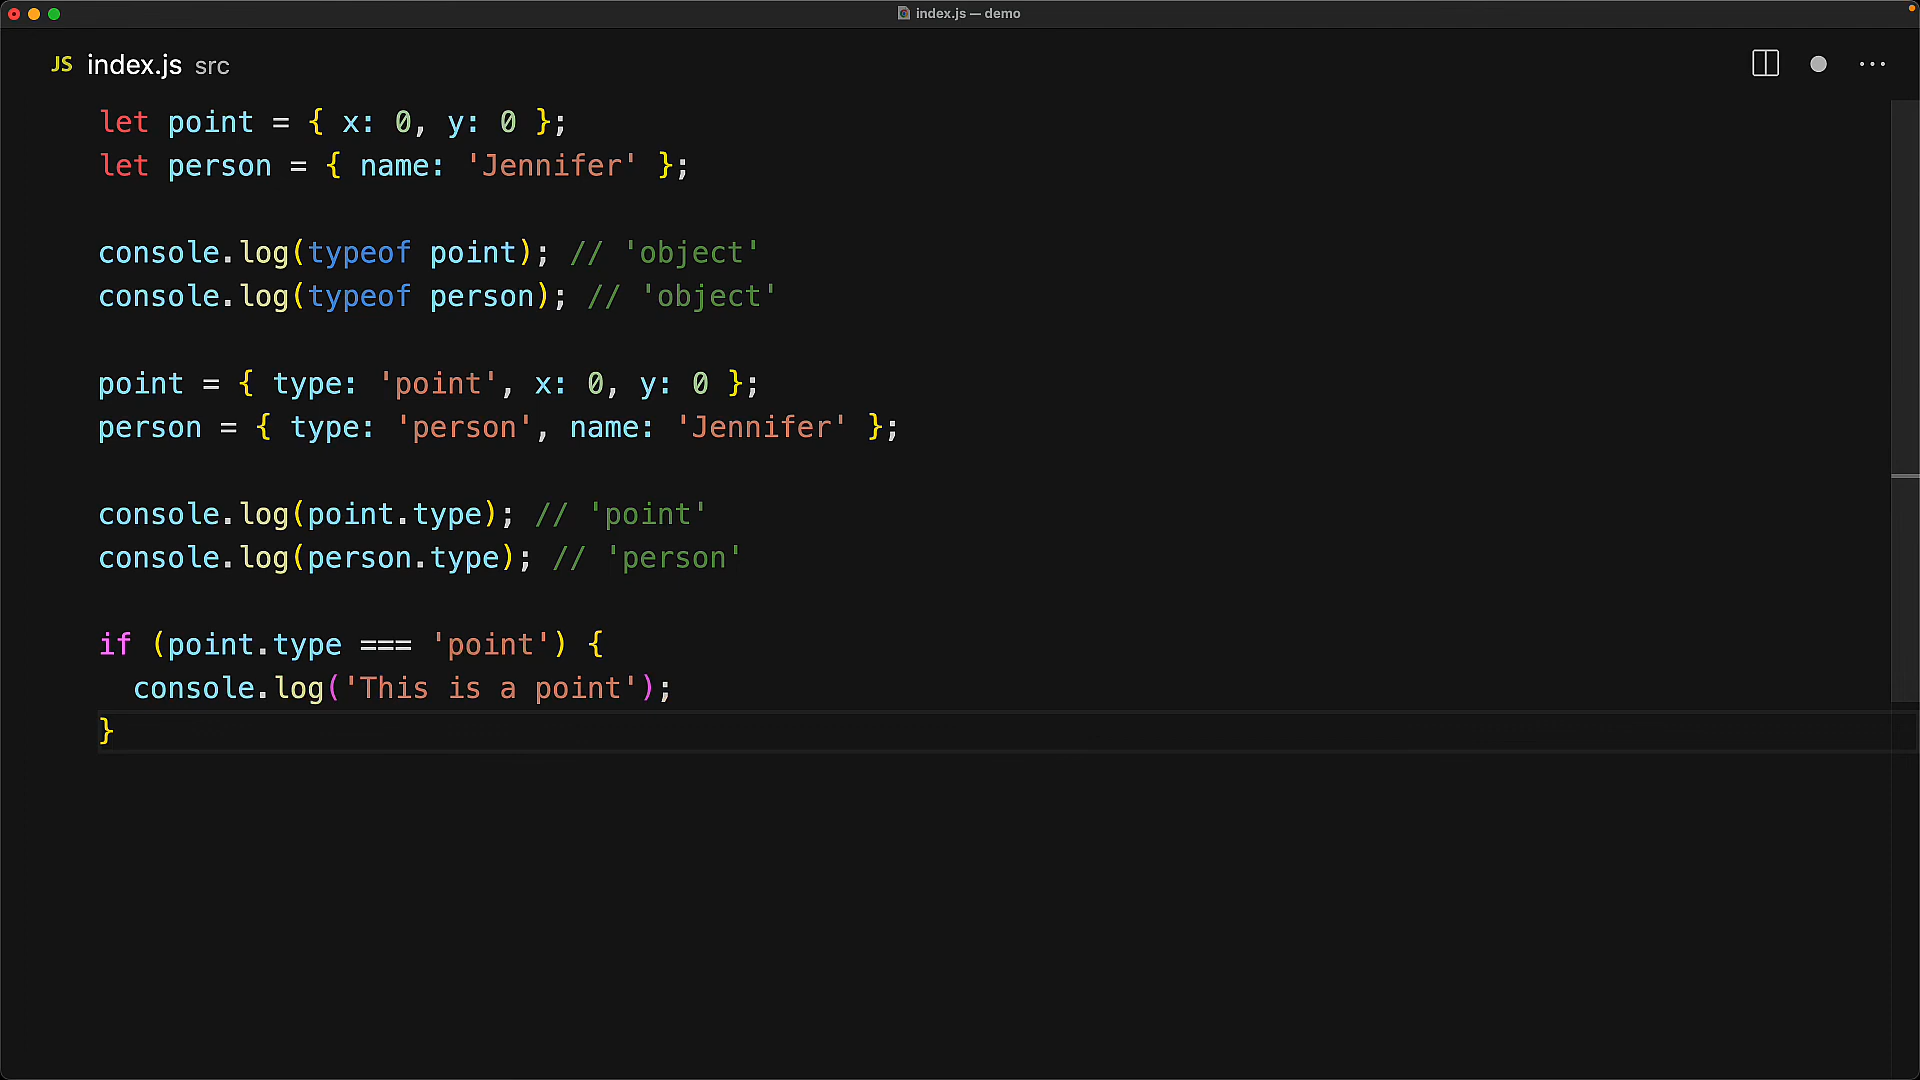 index.js — demo
JS index.js src
let point = { x: 0, y: 0 };
let person = { name: 'Jennifer' };
console.log(typeof point); // 'object'
console.log(typeof person); // 'object'
point = { type: 'point', x: 0, y: 0 };
person = { type: 'person', name: 'Jennifer' };
console.log(point.type); // 'point'
console.log(person.type); // 'person'
if (point.type === 'point') {
  console.log('This is a point');
}